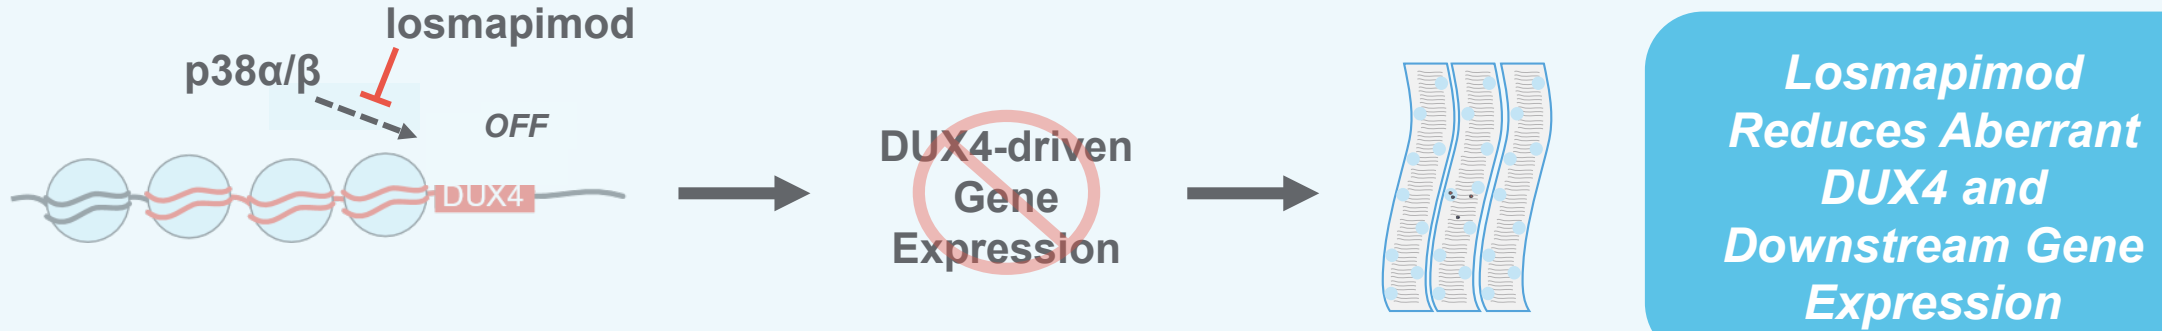 losmapimod
p38α/β
OFF
DUX4
DUX4-driven
Gene
Expression
Losmapimod
Reduces Aberrant
DUX4 and
Downstream Gene
Expression